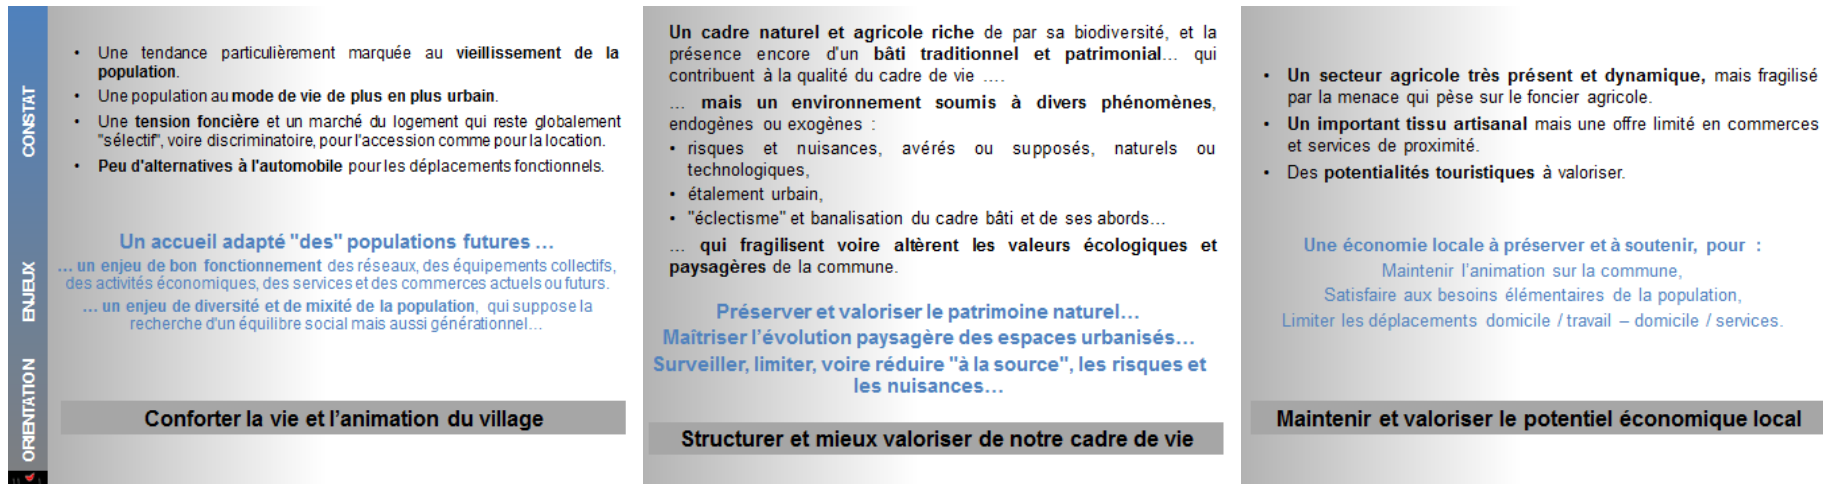 CONSTAT
ENJEUX
ORIENTATION
• Une tendance particulièrement marquée au vieillissement de la
population.
• Une population au mode de vie de plus en plus urbain.
• Une tension foncière et un marché du logement qui reste globalement
"sélectif", voire discriminatoire, pour l'accession comme pour la location.
• Peu d'alternatives à l'automobile pour les déplacements fonctionnels.
Un accueil adapté "des" populations futures ...
... un enjeu de bon fonctionnement des réseaux, des équipements collectifs,
des activités économiques, des services et des commerces actuels ou futurs.
... un enjeu de diversité et de mixité de la population, qui suppose la
recherche d'un équilibre social mais aussi générationnel...
Conforter la vie et l'animation du village
Un cadre naturel et agricole riche de par sa biodiversité, et la
présence encore d'un bâti traditionnel et patrimonial... qui
contribuent à la qualité du cadre de vie ....
... mais un environnement soumis à divers phénomènes,
endogènes ou exogènes :
• risques et nuisances, avérés ou supposés, naturels ou
technologiques,
• étalement urbain,
• "éclectisme" et banalisation du cadre bâti et de ses abords...
... qui fragilisent voire altèrent les valeurs écologiques et
paysagères de la commune.
Préserver et valoriser le patrimoine naturel...
Maîtriser l'évolution paysagère des espaces urbanisés...
Surveiller, limiter, voire réduire "à la source", les risques et
les nuisances...
Structurer et mieux valoriser de notre cadre de vie
• Un secteur agricole très présent et dynamique, mais fragilisé
par la menace qui pèse sur le foncier agricole.
• Un important tissu artisanal mais une offre limité en commerces
et services de proximité.
• Des potentialités touristiques à valoriser.
Une économie locale à préserver et à soutenir, pour :
Maintenir l'animation sur la commune,
Satisfaire aux besoins élémentaires de la population,
Limiter les déplacements domicile / travail – domicile / services.
Maintenir et valoriser le potentiel économique local